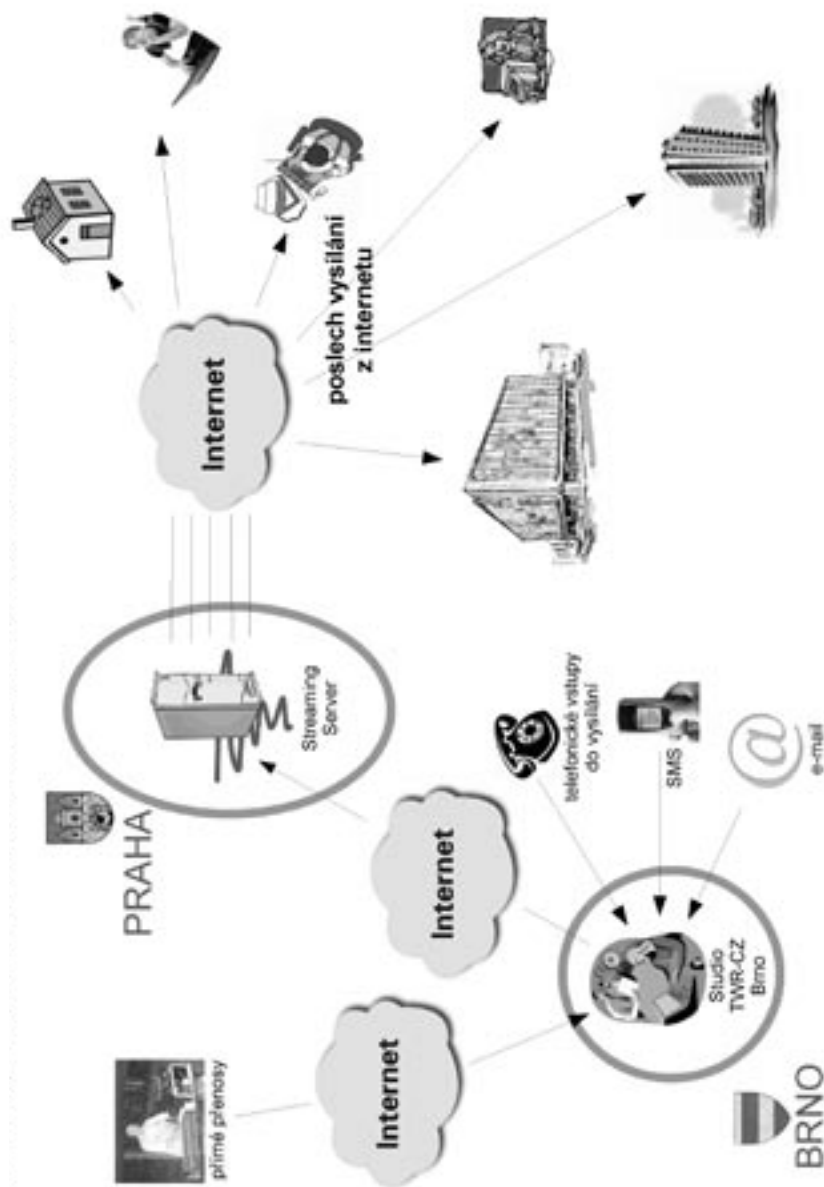 přímé přenosy
Internet
BRNO
Studio
TWR-CZ
Brno
telefonické vstupy
do vysílání
SMS
@
e-mail
Internet
PRAHA
Streaming
Server
Internet
poslech vysílání
z internetu